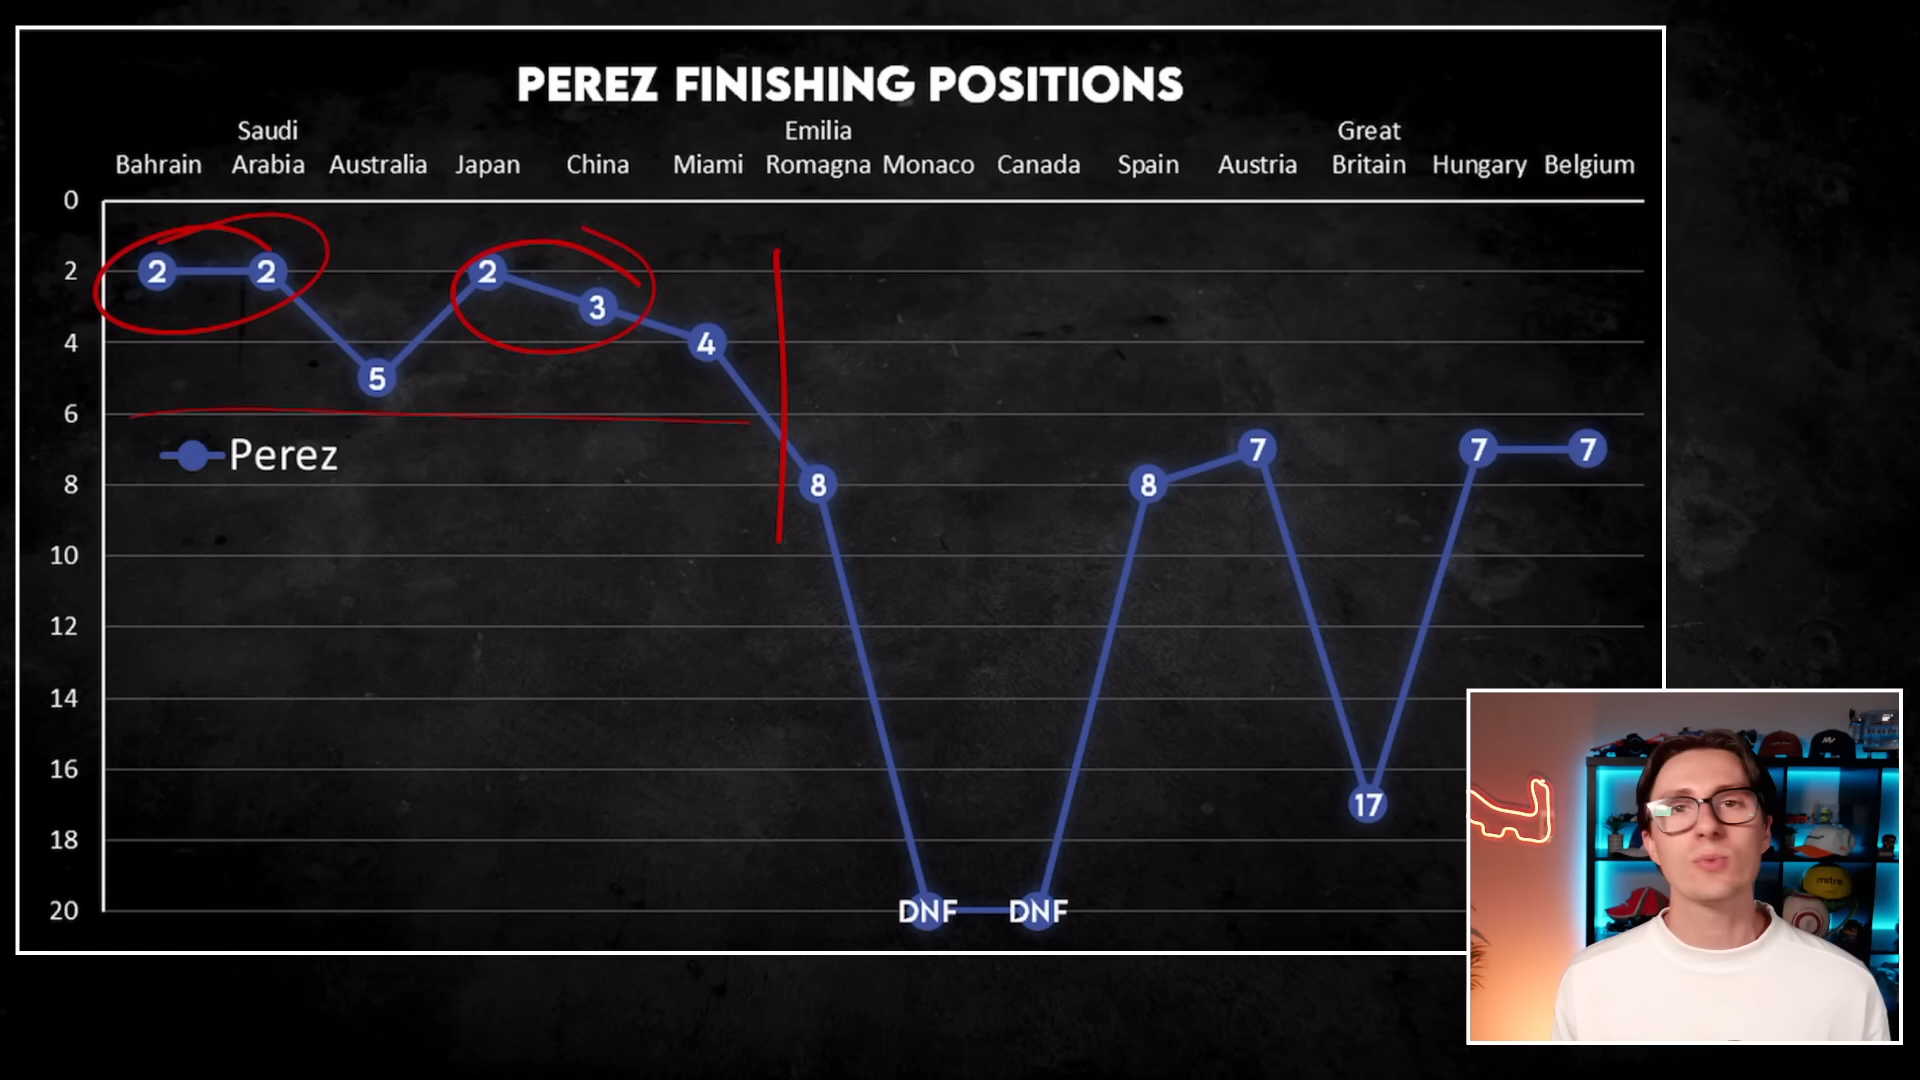 PEREZ FINISHING POSITIONS
Bahrain Saudi Arabia Australia Japan China Miami Emilia Romagna Monaco Canada Spain Austria Great Britain Hungary Belgium
0
2
2 2 2
3
4
4
5
6
Perez
7 7 7
8
8 8
10
12
14
16
17
18
20
DNF DNF
mitre